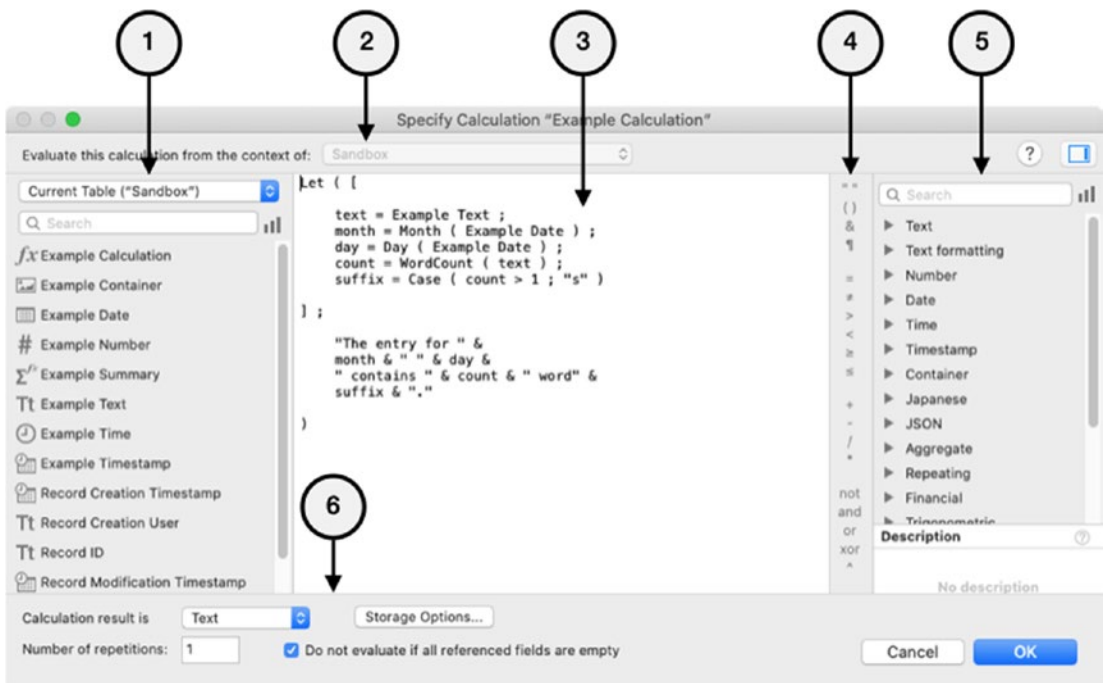 1 2 3 4 5
Specify Calculation "Example Calculation"
Evaluate this calculation from the context of: Sandbox ?
Current Table ("Sandbox")
Search
fx Example Calculation
Example Container
Example Date
# Example Number
Σfx Example Summary
Tt Example Text
Example Time
Example Timestamp
Record Creation Timestamp
Tt Record Creation User
Tt Record ID
Record Modification Timestamp
Let ( [
text = Example Text ;
month = Month ( Example Date ) ;
day = Day ( Example Date ) ;
count = WordCount ( text ) ;
suffix = Case ( count > 1 ; "s" )
] ;
"The entry for " &
month & " " & day &
" contains " & count & " word" &
suffix & "."
)
" "
( )
&
¶
=
≠
>
<
≥
≤
+
-
/
*
not
and
or
xor
^
Search
Text
Text formatting
Number
Date
Time
Timestamp
Container
Japanese
JSON
Aggregate
Repeating
Financial
Trigonometric
Description ?
No description
6
Calculation result is Text Storage Options...
Number of repetitions: 1 Do not evaluate if all referenced fields are empty
Cancel OK